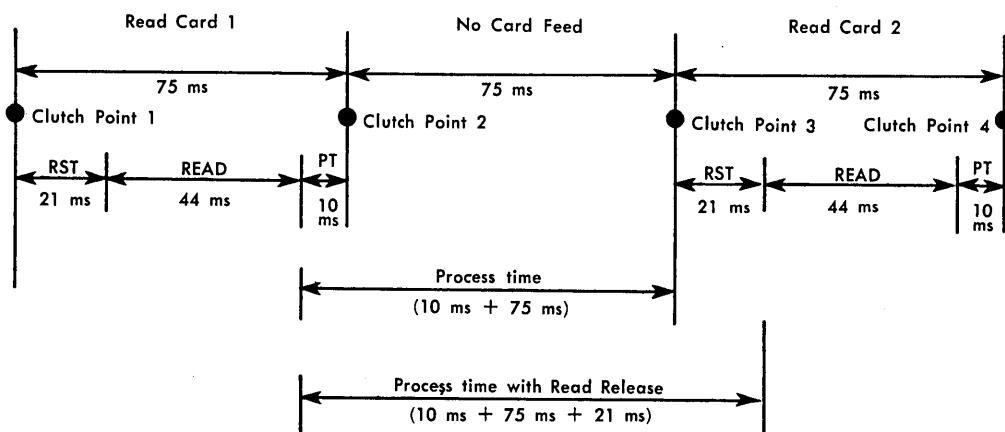 Read Card 1 No Card Feed Read Card 2
75 ms 75 ms 75 ms
Clutch Point 1 Clutch Point 2 Clutch Point 3 Clutch Point 4
RST READ PT RST READ PT
21 ms 44 ms 10 ms 21 ms 44 ms 10 ms
Process time
(10 ms + 75 ms)
Process time with Read Release
(10 ms + 75 ms + 21 ms)